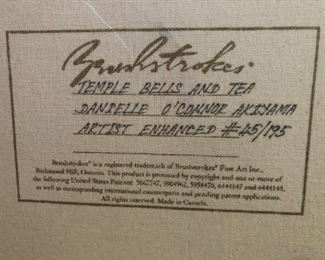 Brushstrokes
TEMPLE BELLS AND TEA
DANIELLE O'CONNOR AKIYAMA
ARTIST ENHANCED #45/195
Brushstrokes® is a registered trademark of Brushstrokes® Fine Art Inc.,
Richmond Hill, Ontario. This product is protected by copyright and one or more of
the following United States Patents: 5667747, 5904962, 5958470, 6444147 and 6444148,
as well as corresponding international counterparts and pending patent applications.
All rights reserved. Made in Canada.